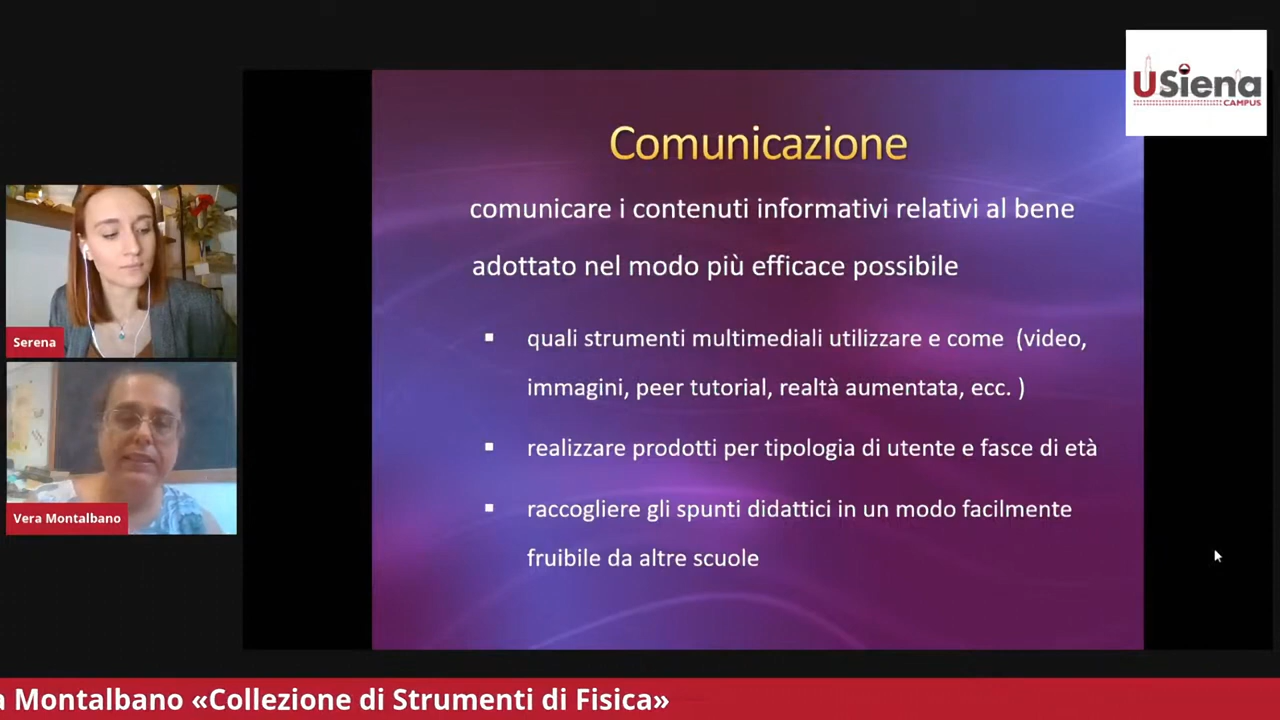 USiena
CAMPUS
Comunicazione
comunicare i contenuti informativi relativi al bene
adottato nel modo più efficace possibile
▪ quali strumenti multimediali utilizzare e come (video,
immagini, peer tutorial, realtà aumentata, ecc. )
▪ realizzare prodotti per tipologia di utente e fasce di età
▪ raccogliere gli spunti didattici in un modo facilmente
fruibile da altre scuole
Serena
Vera Montalbano
a Montalbano «Collezione di Strumenti di Fisica»